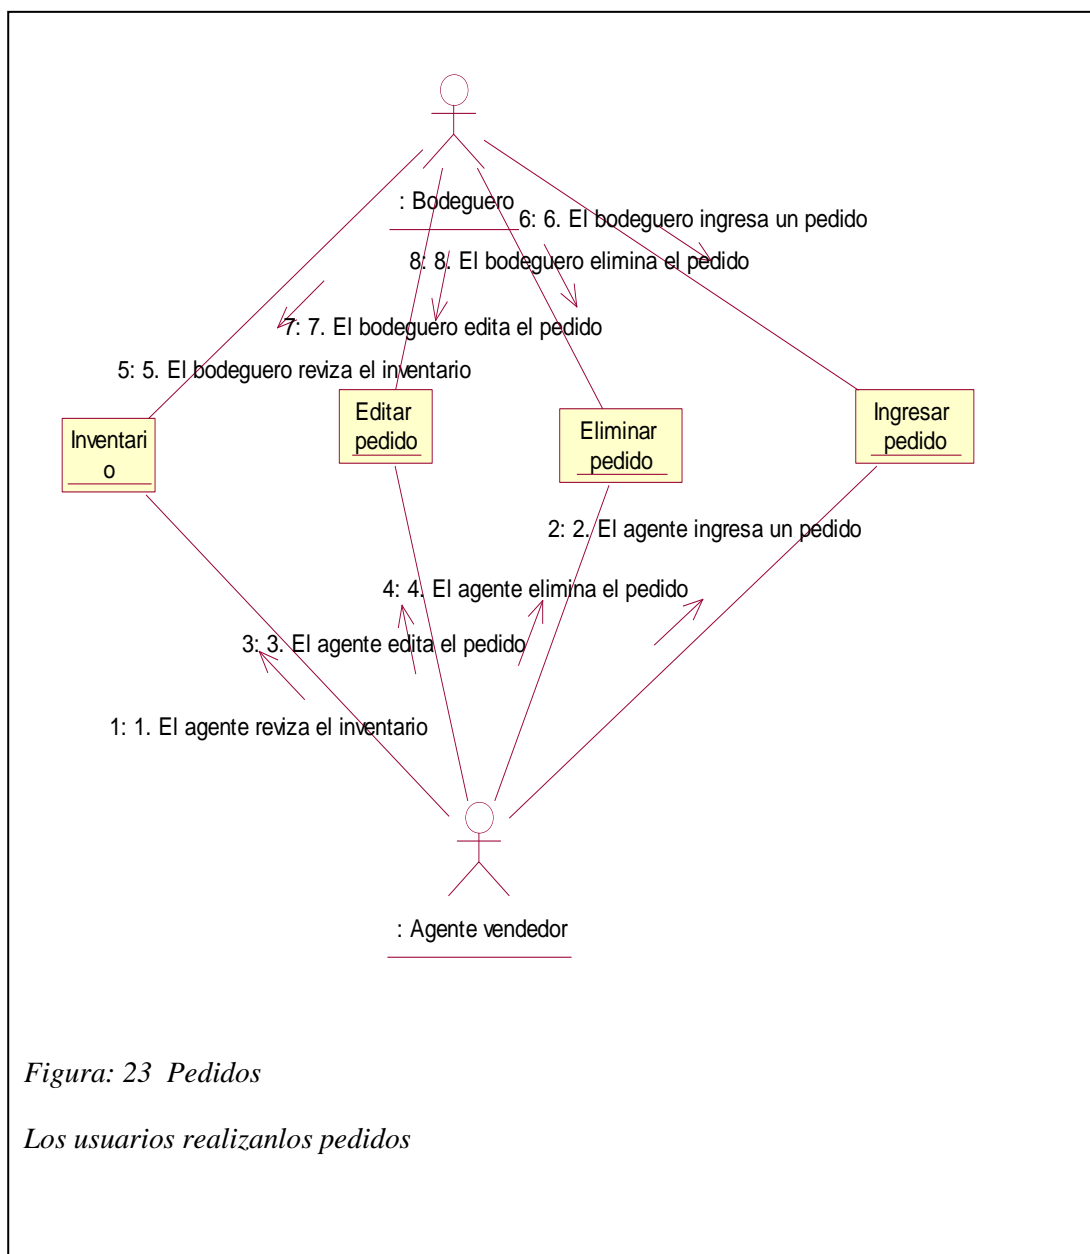 : Bodeguero
6: 6. El bodeguero ingresa un pedido
8: 8. El bodeguero elimina el pedido
7: 7. El bodeguero edita el pedido
5: 5. El bodeguero reviza el inventario
Inventari
o
Editar
pedido
Eliminar
pedido
Ingresar
pedido
2: 2. El agente ingresa un pedido
4: 4. El agente elimina el pedido
3: 3. El agente edita el pedido
1: 1. El agente reviza el inventario
: Agente vendedor
Figura: 23 Pedidos
Los usuarios realizanlos pedidos